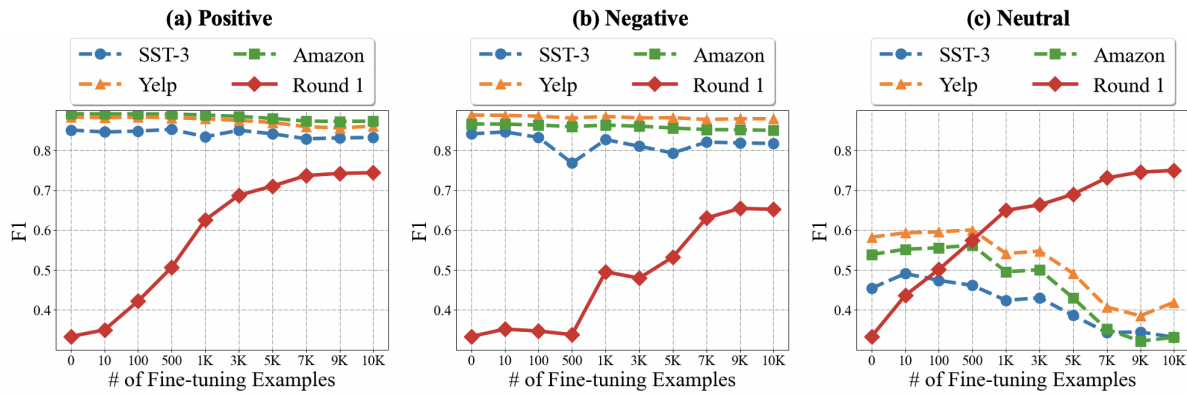 (a) Positive
SST-3 Amazon
Yelp Round 1
F1
0.8
0.7
0.6
0.5
0.4
0 10 100 500 1K 3K 5K 7K 9K 10K
# of Fine-tuning Examples
(b) Negative
SST-3 Amazon
Yelp Round 1
F1
0.8
0.7
0.6
0.5
0.4
0 10 100 500 1K 3K 5K 7K 9K 10K
# of Fine-tuning Examples
(c) Neutral
SST-3 Amazon
Yelp Round 1
F1
0.8
0.7
0.6
0.5
0.4
0 10 100 500 1K 3K 5K 7K 9K 10K
# of Fine-tuning Examples